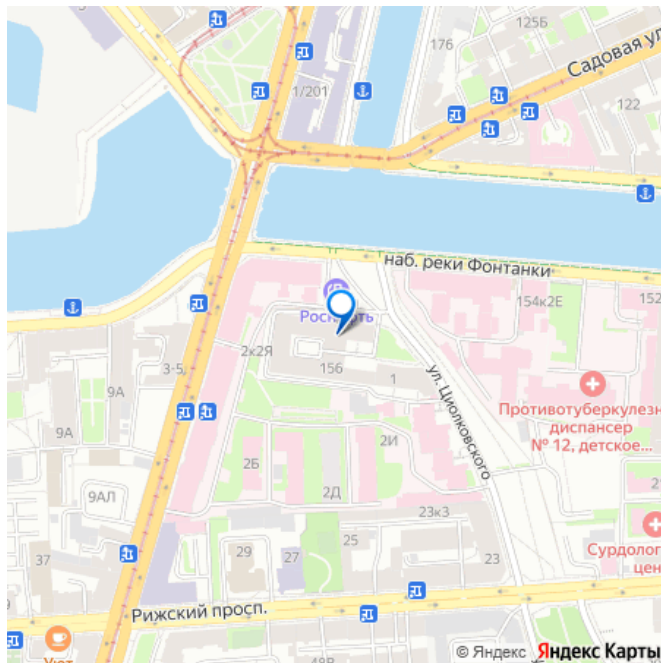 125Б
176
Садовая ул
1/201
122
наб. реки Фонтанки
154к2Е
152
2к2Я
3-5
156
1
9А
ул. Циолковского
Противотуберкулезн
диспансер
№ 12, детское...
9А
2И
2Б
2Д
9АЛ
23к3
Сурдолог
цен
25
29
27
23
37
Рижский просп.
Уют
© Яндекс Яндекс Карты